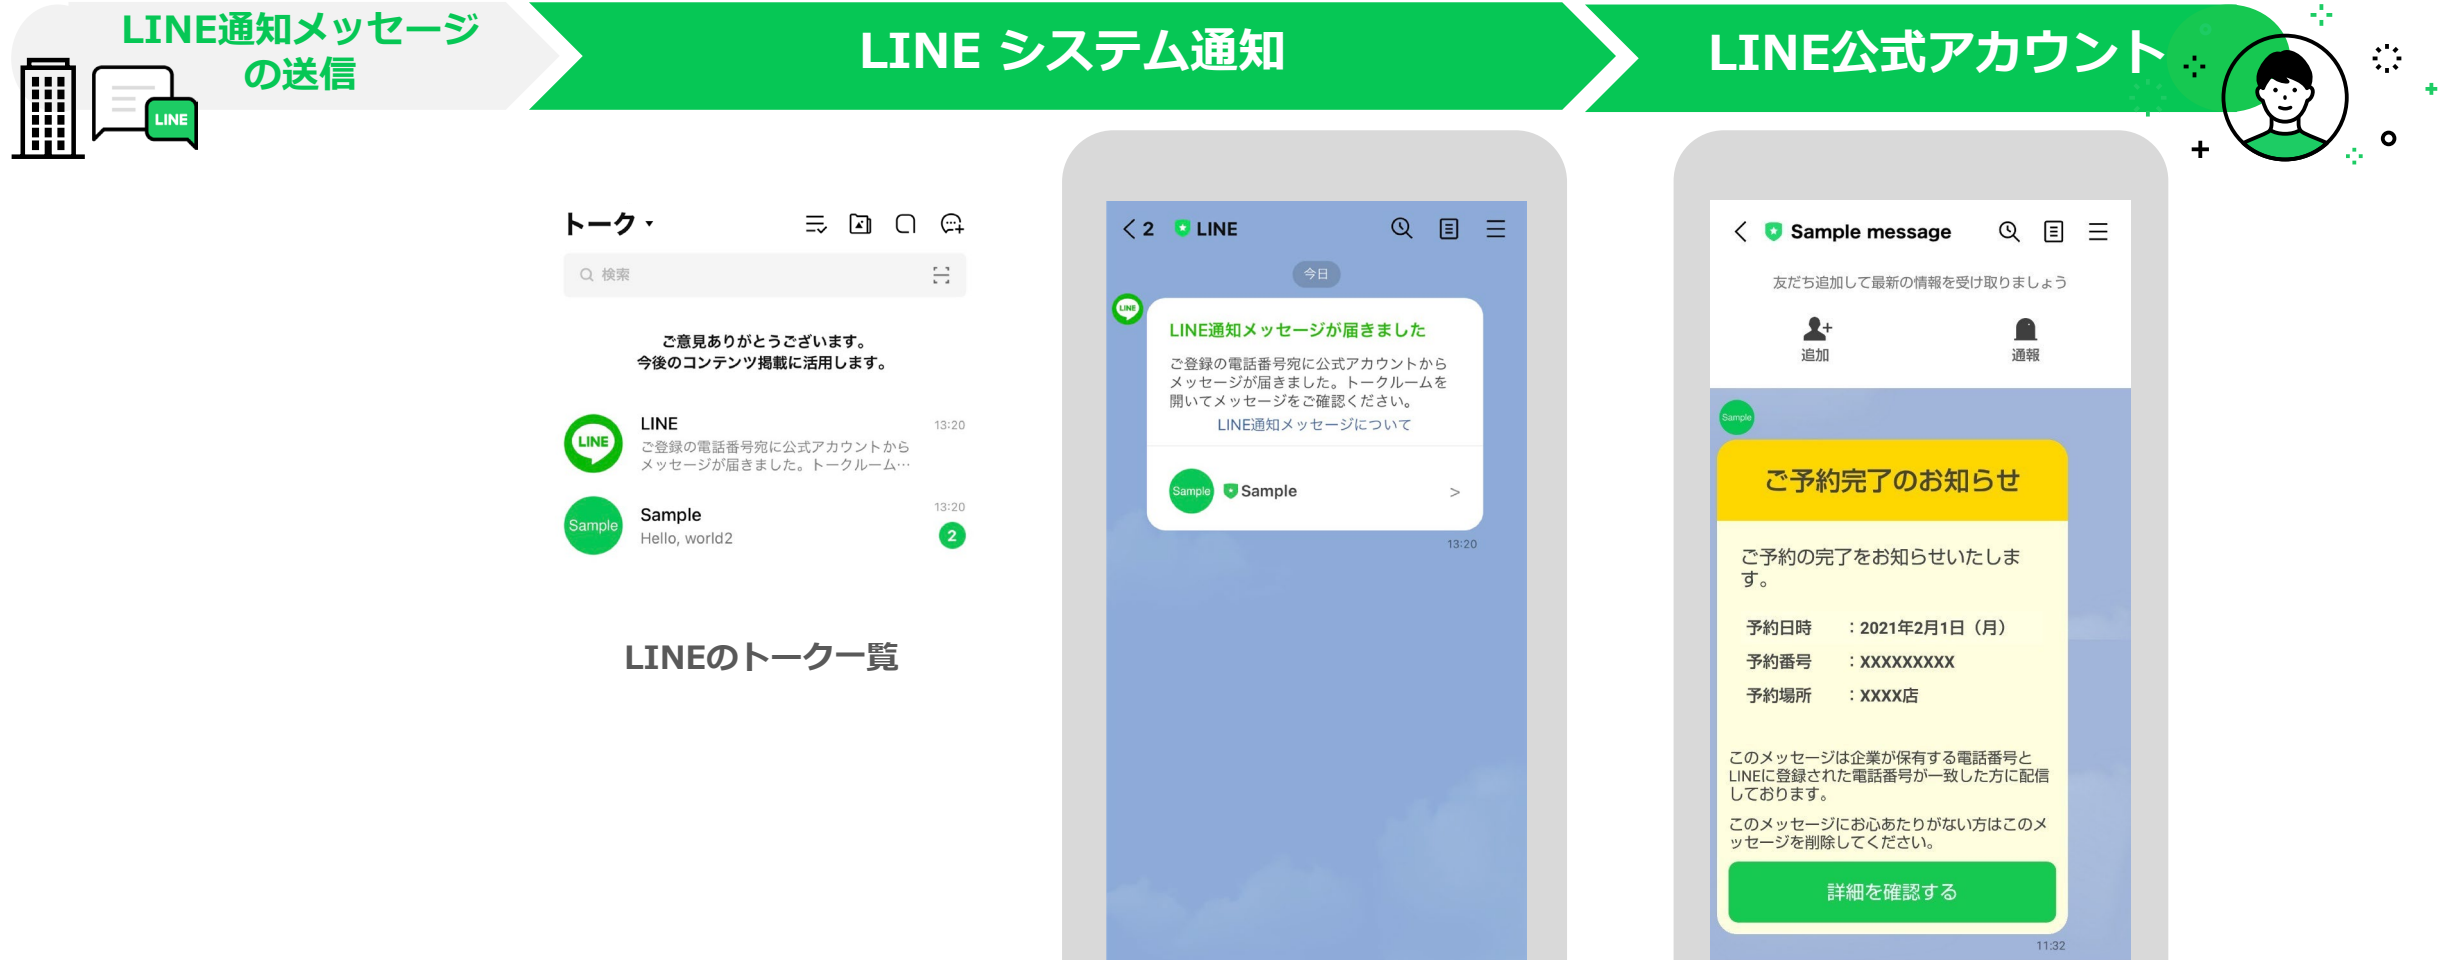 LINE通知メッセージ
の送信
LINE
LINE システム通知
LINE公式アカウント
トーク
検索
ご意見ありがとうございます。
今後のコンテンツ掲載に活用します。
LINE
LINE
13:20
ご登録の電話番号宛に公式アカウントから
メッセージが届きました。トークルーム…
Sample
Sample
13:20
Hello, world2
2
LINEのトーク一覧
2 LINE
今日
LINE
LINE通知メッセージが届きました
ご登録の電話番号宛に公式アカウントから
メッセージが届きました。トークルームを
開いてメッセージをご確認ください。
LINE通知メッセージについて
Sample
Sample >
13:20
Sample message
友だち追加して最新の情報を受け取りましょう
追加
通報
Sample
ご予約完了のお知らせ
ご予約の完了をお知らせいたしま
す。
予約日時 ：2021年2月1日（月）
予約番号 ：XXXXXXXXX
予約場所 ：XXXX店
このメッセージは企業が保有する電話番号と
LINEに登録された電話番号が一致した方に配信
しております。
このメッセージにお心あたりがない方はこのメ
ッセージを削除してください。
詳細を確認する
11:32